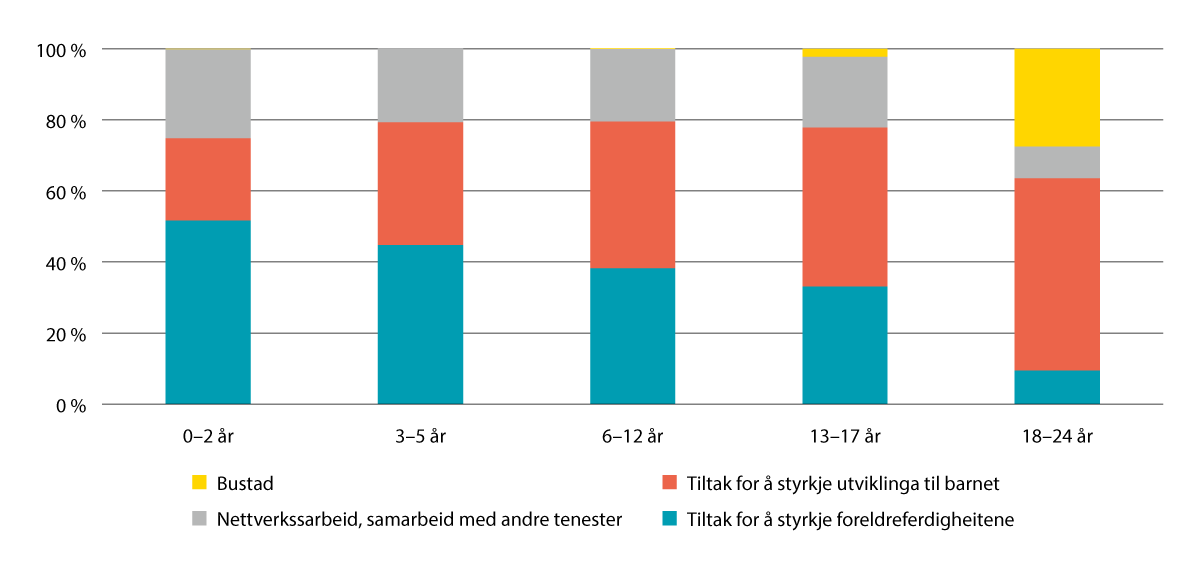 100 %
80 %
60 %
40 %
20 %
0 %
0–2 år
3–5 år
6–12 år
13–17 år
18–24 år
Bustad
Tiltak for å styrkje utviklinga til barnet
Nettverkssarbeid, samarbeid med andre tenester
Tiltak for å styrkje foreldreferdigheitene